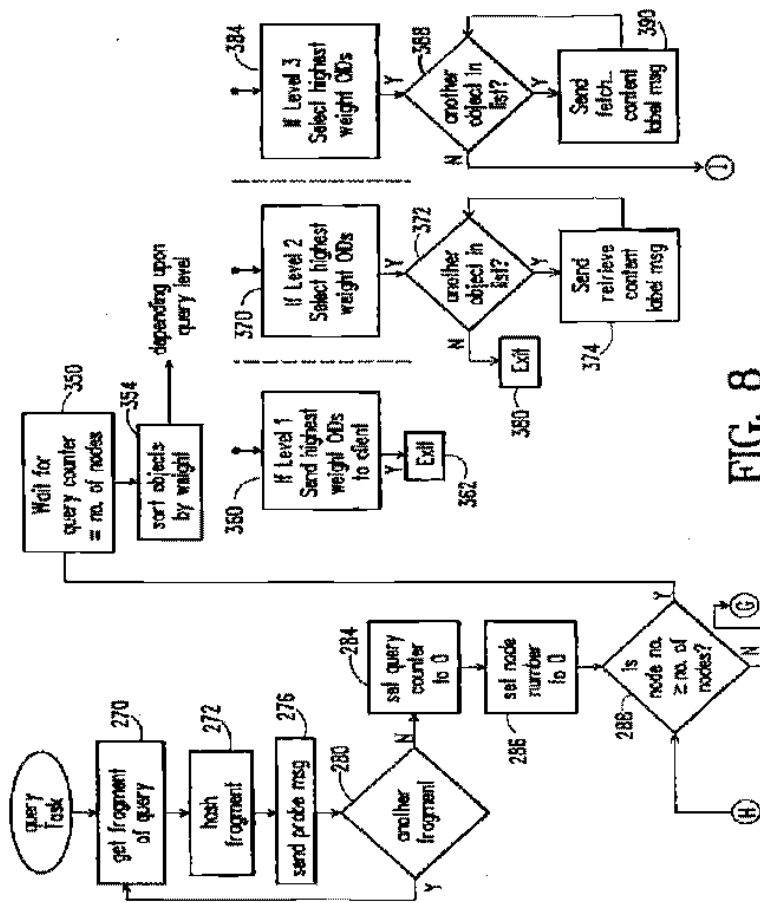 query
Task
get fragment
of query
270
hash
fragment
272
send probe msg
276
another
fragment
280
Y
N
set query
counter
to 0
284
set node
number
to 0
286
Is
node no.
≥ no. of
nodes?
288
Y
N
H
G
Wait for
query counter
= no. of nodes
350
sort objects
by weight
354
depending upon
query level
If Level 1
Send highest
weight OIDs
to client
360
Y
Exit
362
If Level 2
Select highest
weight OIDs
370
Y
another
object in
list?
372
N
Exit
380
Y
Send
retrieve
content
label msg
374
If Level 3
Select highest
weight OIDs
384
Y
another
object in
list?
388
N
I
Y
Send
fetch...
content
label msg
390
FIG. 8